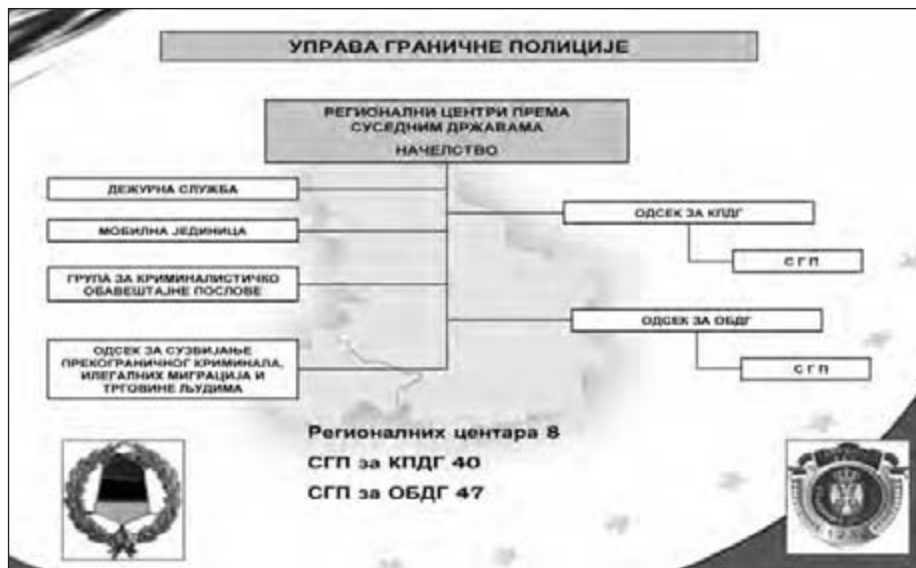 УПРАВА ГРАНИЧНЕ ПОЛИЦИЈЕ
РЕГИОНАЛНИ ЦЕНТРИ ПРЕМА
СУСЕДНИМ ДРЖАВАМА
НАЧЕЛСТВО
ДЕЖУРНА СЛУЖБА
МОБИЛНА ЈЕДИНИЦА
ГРУПА ЗА КРИМИНАЛИСТИЧКО
ОБАВЕШТАЈНЕ ПОСЛОВЕ
ОДСЕК ЗА СУЗБИЈАЊЕ
ПРЕКОГРАНИЧНОГ КРИМИНАЛА,
ИЛЕГАЛНИХ МИГРАЦИЈА И
ТРГОВИНЕ ЉУДИМА
ОДСЕК ЗА КПДГ
С Г П
ОДСЕК ЗА ОБДГ
С Г П
Регионалних центара 8
СГП за КПДГ 40
СГП за ОБДГ 47